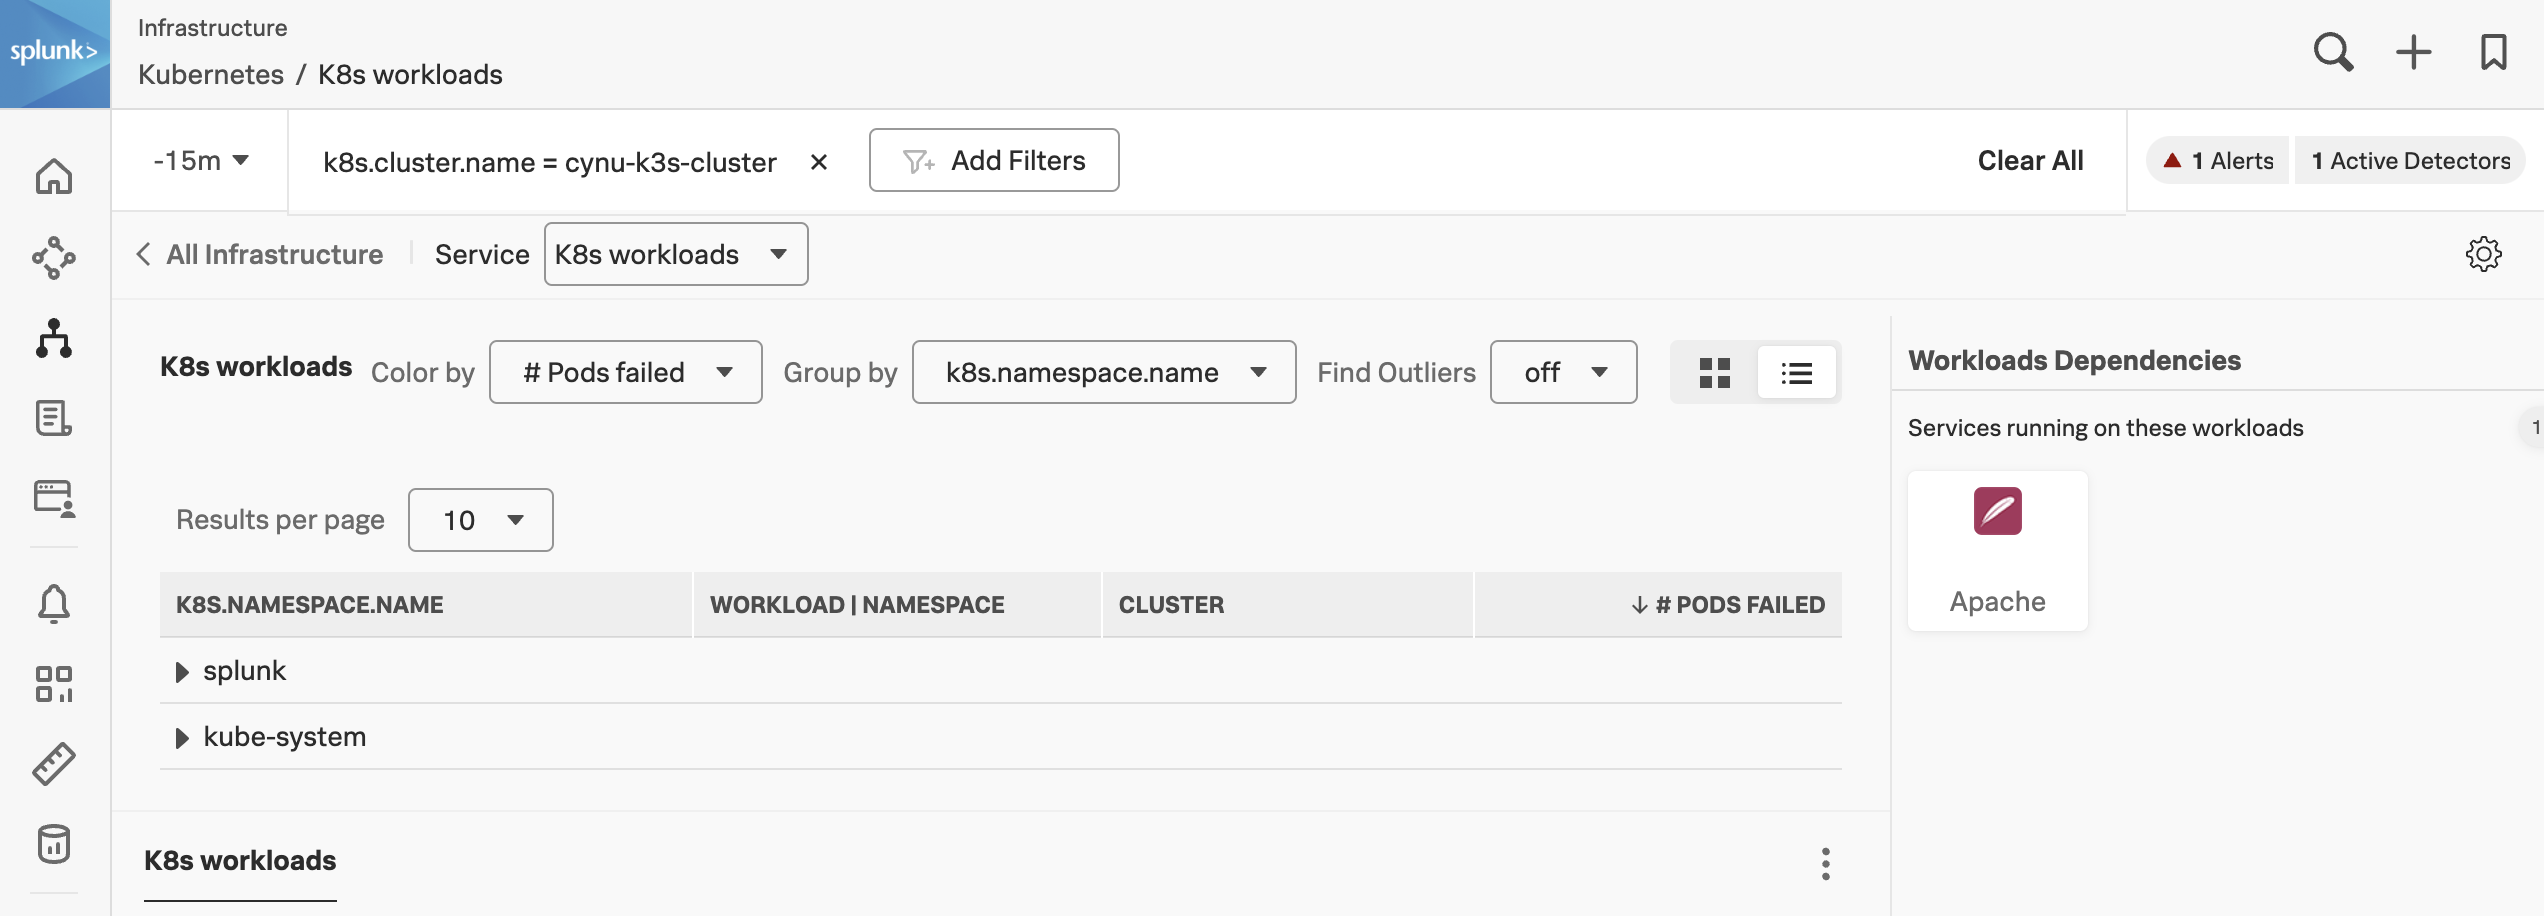 splunk>
Infrastructure
Kubernetes / K8s workloads
-15m
k8s.cluster.name = cynu-k3s-cluster ×
Add Filters
Clear All
1 Alerts
1 Active Detectors
All Infrastructure
Service
K8s workloads
K8s workloads
Color by
# Pods failed
Group by
k8s.namespace.name
Find Outliers
off
Workloads Dependencies
Services running on these workloads
1
Apache
Results per page
10
K8S.NAMESPACE.NAME
WORKLOAD | NAMESPACE
CLUSTER
↓ # PODS FAILED
splunk
kube-system
K8s workloads